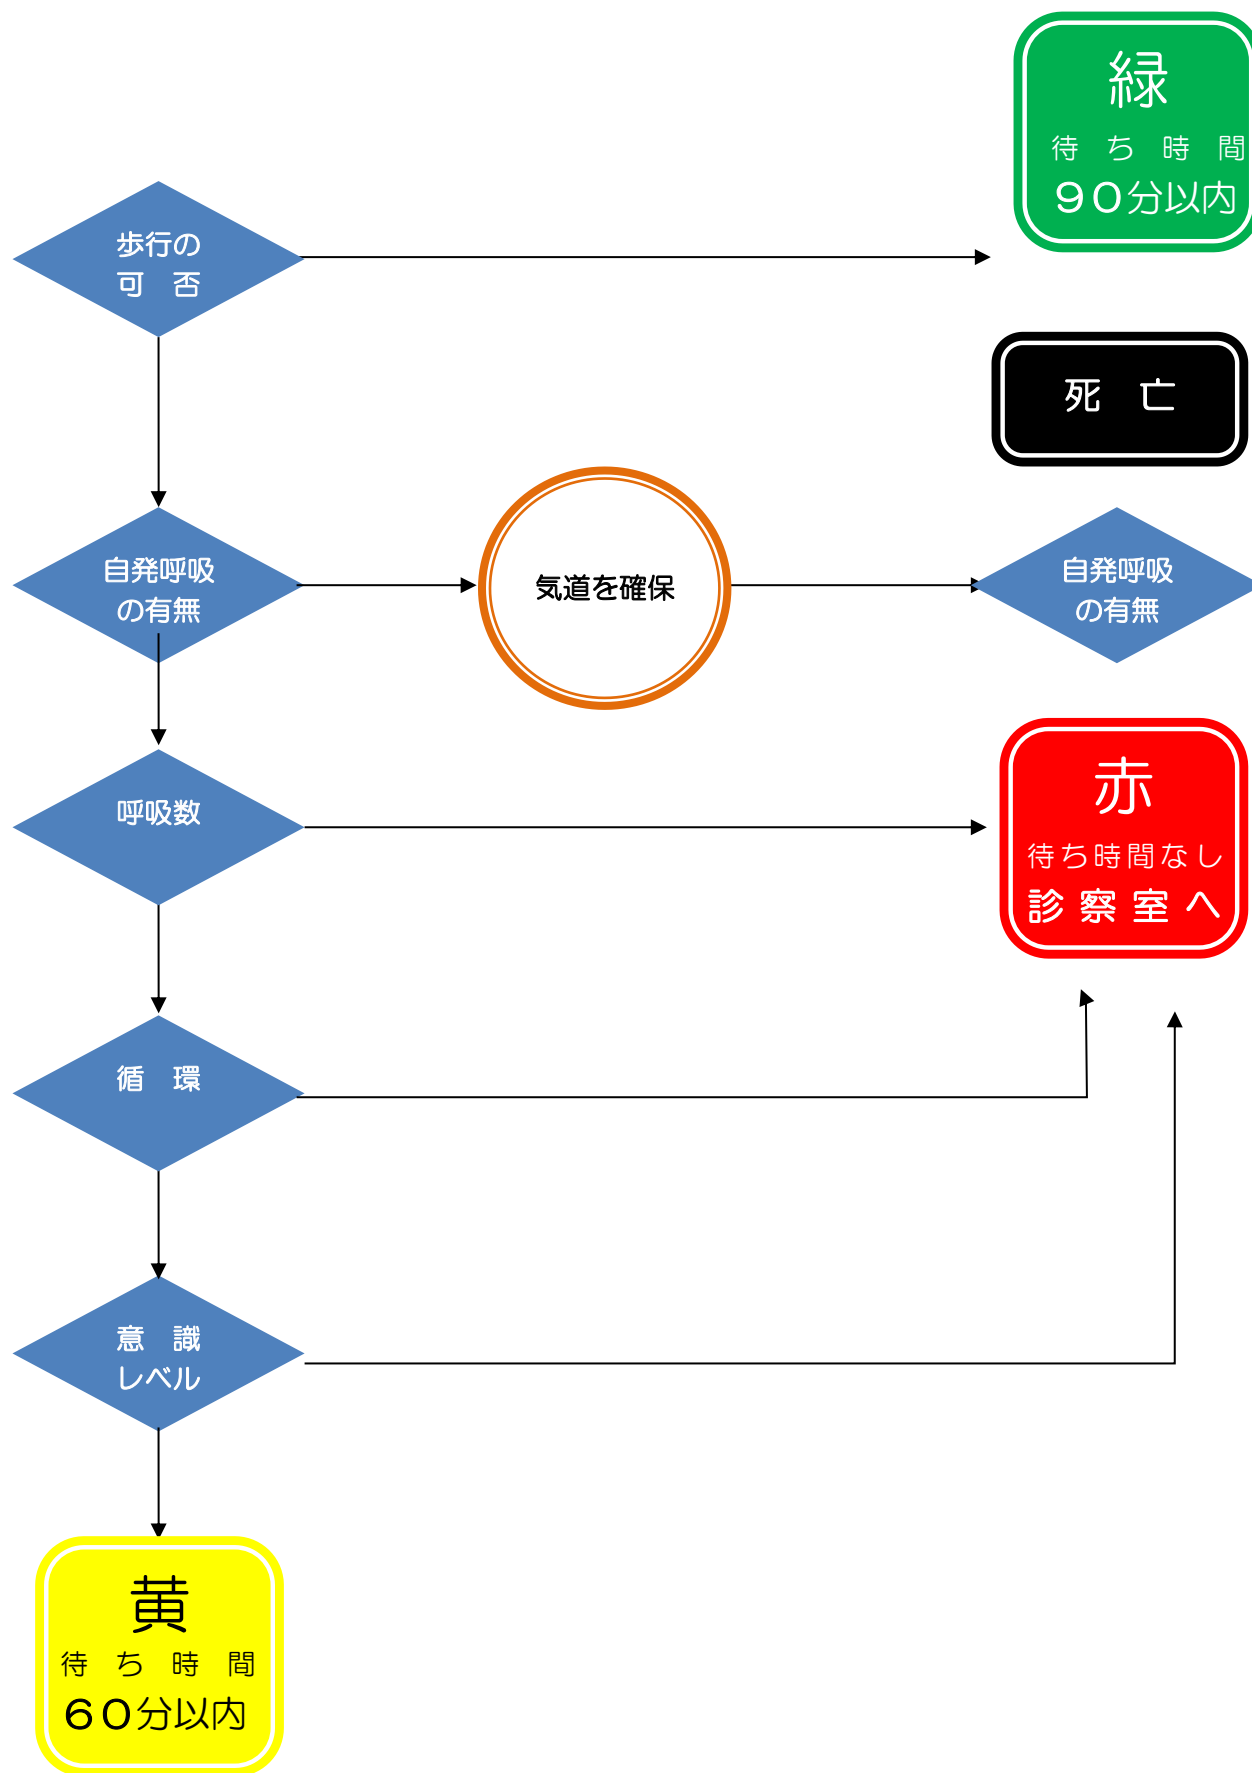 緑
待ち時間
90分以内
歩行の
可否
死亡
自発呼吸
の有無
気道を確保
自発呼吸
の有無
呼吸数
赤
待ち時間なし
診察室へ
循環
意識
レベル
黄
待ち時間
60分以内